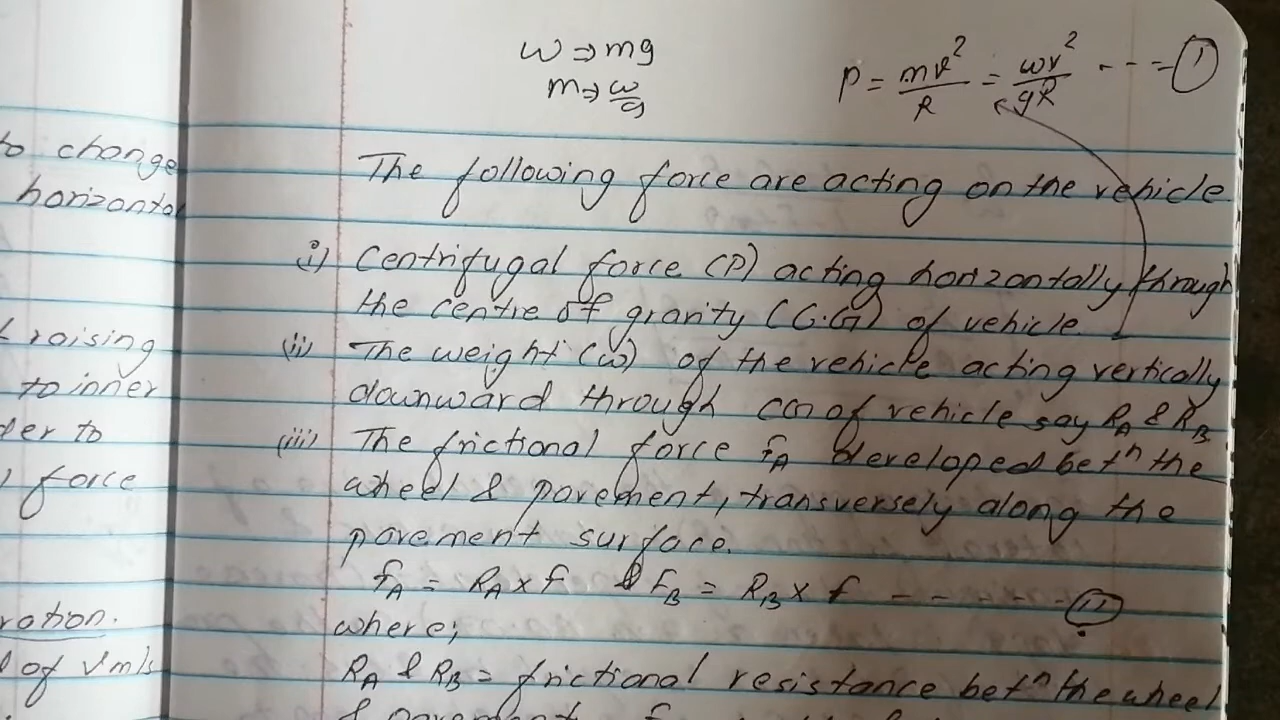 to change
horizontal
raising
to inner
der to
force
ration.
of Vm/s
w ⇒ mg
m ⇒ w/g
P = mv²/R = wv²/gR - - - - (1)
The following force are acting on the vehicle
i) Centrifugal force (P) acting horizontally through
the centre of gravity (C.G) of vehicle.
(ii) The weight (w) of the vehicle acting vertically
downward through CG of vehicle say RA & RB
(iii) The frictional force fA developed betn the
wheel & pavement, transversely along the
pavement surface.
fA = RA x f & FB = RB x f - - - - - - (11)
where;
RA & RB = frictional resistance betn the wheel
& pavement